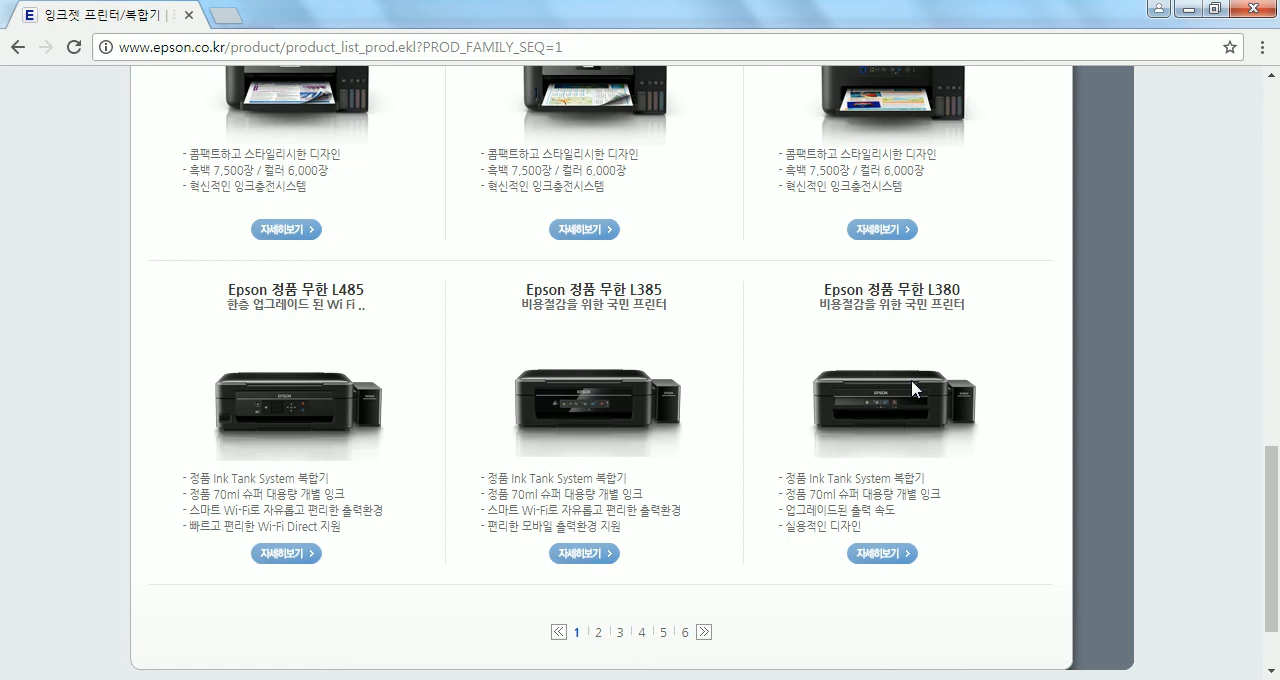 잉크젯 프린터/복합기 |
www.epson.co.kr/product/product_list_prod.ekl?PROD_FAMILY_SEQ=1
- 콤팩트하고 스타일리시한 디자인
- 흑백 7,500장 / 컬러 6,000장
- 혁신적인 잉크충전시스템
자세히보기
- 콤팩트하고 스타일리시한 디자인
- 흑백 7,500장 / 컬러 6,000장
- 혁신적인 잉크충전시스템
자세히보기
- 콤팩트하고 스타일리시한 디자인
- 흑백 7,500장 / 컬러 6,000장
- 혁신적인 잉크충전시스템
자세히보기
Epson 정품 무한 L485
한층 업그레이드 된 Wi Fi ..
EPSON
- 정품 Ink Tank System 복합기
- 정품 70ml 슈퍼 대용량 개별 잉크
- 스마트 Wi-Fi로 자유롭고 편리한 출력환경
- 빠르고 편리한 Wi-Fi Direct 지원
자세히보기
Epson 정품 무한 L385
비용절감을 위한 국민 프린터
EPSON
- 정품 Ink Tank System 복합기
- 정품 70ml 슈퍼 대용량 개별 잉크
- 스마트 Wi-Fi로 자유롭고 편리한 출력환경
- 편리한 모바일 출력환경 지원
자세히보기
Epson 정품 무한 L380
비용절감을 위한 국민 프린터
EPSON
- 정품 Ink Tank System 복합기
- 정품 70ml 슈퍼 대용량 개별 잉크
- 업그레이드된 출력 속도
- 실용적인 디자인
자세히보기
1 2 3 4 5 6